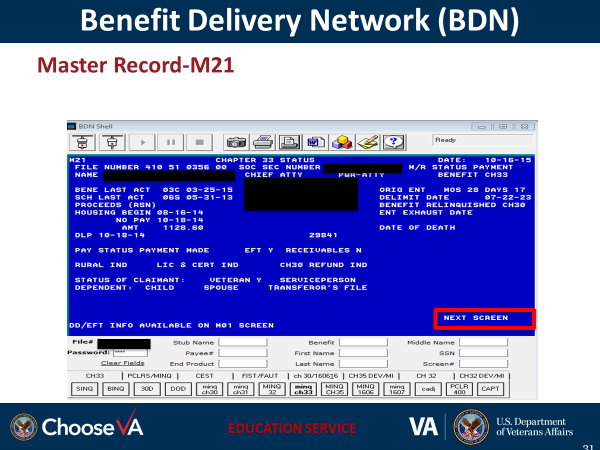 Benefit Delivery Network (BDN)
Master Record-M21
BDN Shell
Ready
M21 CHAPTER 33 STATUS DATE: 10-16-15
FILE NUMBER 410 51 0356 00 SOC SEC NUMBER M/R STATUS PAYMENT
NAME CHIEF ATTY PWR-ATTY BENEFIT CH33
BENE LAST ACT 03C 03-25-15 ORIG ENT MOS 28 DAYS 17
SCH LAST ACT 06S 05-31-13 DELIMIT DATE 07-22-23
PROCEEDS (RSN) BENEFIT RELINQUISHED CH30
HOUSING BEGIN 08-16-14 ENT EXHAUST DATE
NO PAY 10-18-14
AMT 1128.60 DATE OF DEATH
DLP 10-18-14 29841
PAY STATUS PAYMENT MADE EFT Y RECEIVABLES N
RURAL IND LIC & CERT IND CH30 REFUND IND
STATUS OF CLAIMANT: VETERAN Y SERVICEPERSON
DEPENDENT: CHILD SPOUSE TRANSFEROR'S FILE
NEXT SCREEN
DD/EFT INFO AVAILABLE ON M01 SCREEN
File# Stub Name Benefit Middle Name
Password: **** Payee# First Name SSN
Clear Fields End Product Last Name Screen#
CH33 PCLRS/MINQ CEST FIST/FAUT ch 30/1606;16 CH35 DEV/MI CH 32 CH32 DEV/MI
SINQ BINQ 30D DOD minq ch30 minq ch31 MINQ 32 minq ch33 MINQ CH35 MINQ 1606 minq 1607 cadj PCLR 400 CAPT
Choose VA
EDUCATION SERVICE
VA
U.S. Department
of Veterans Affairs
31